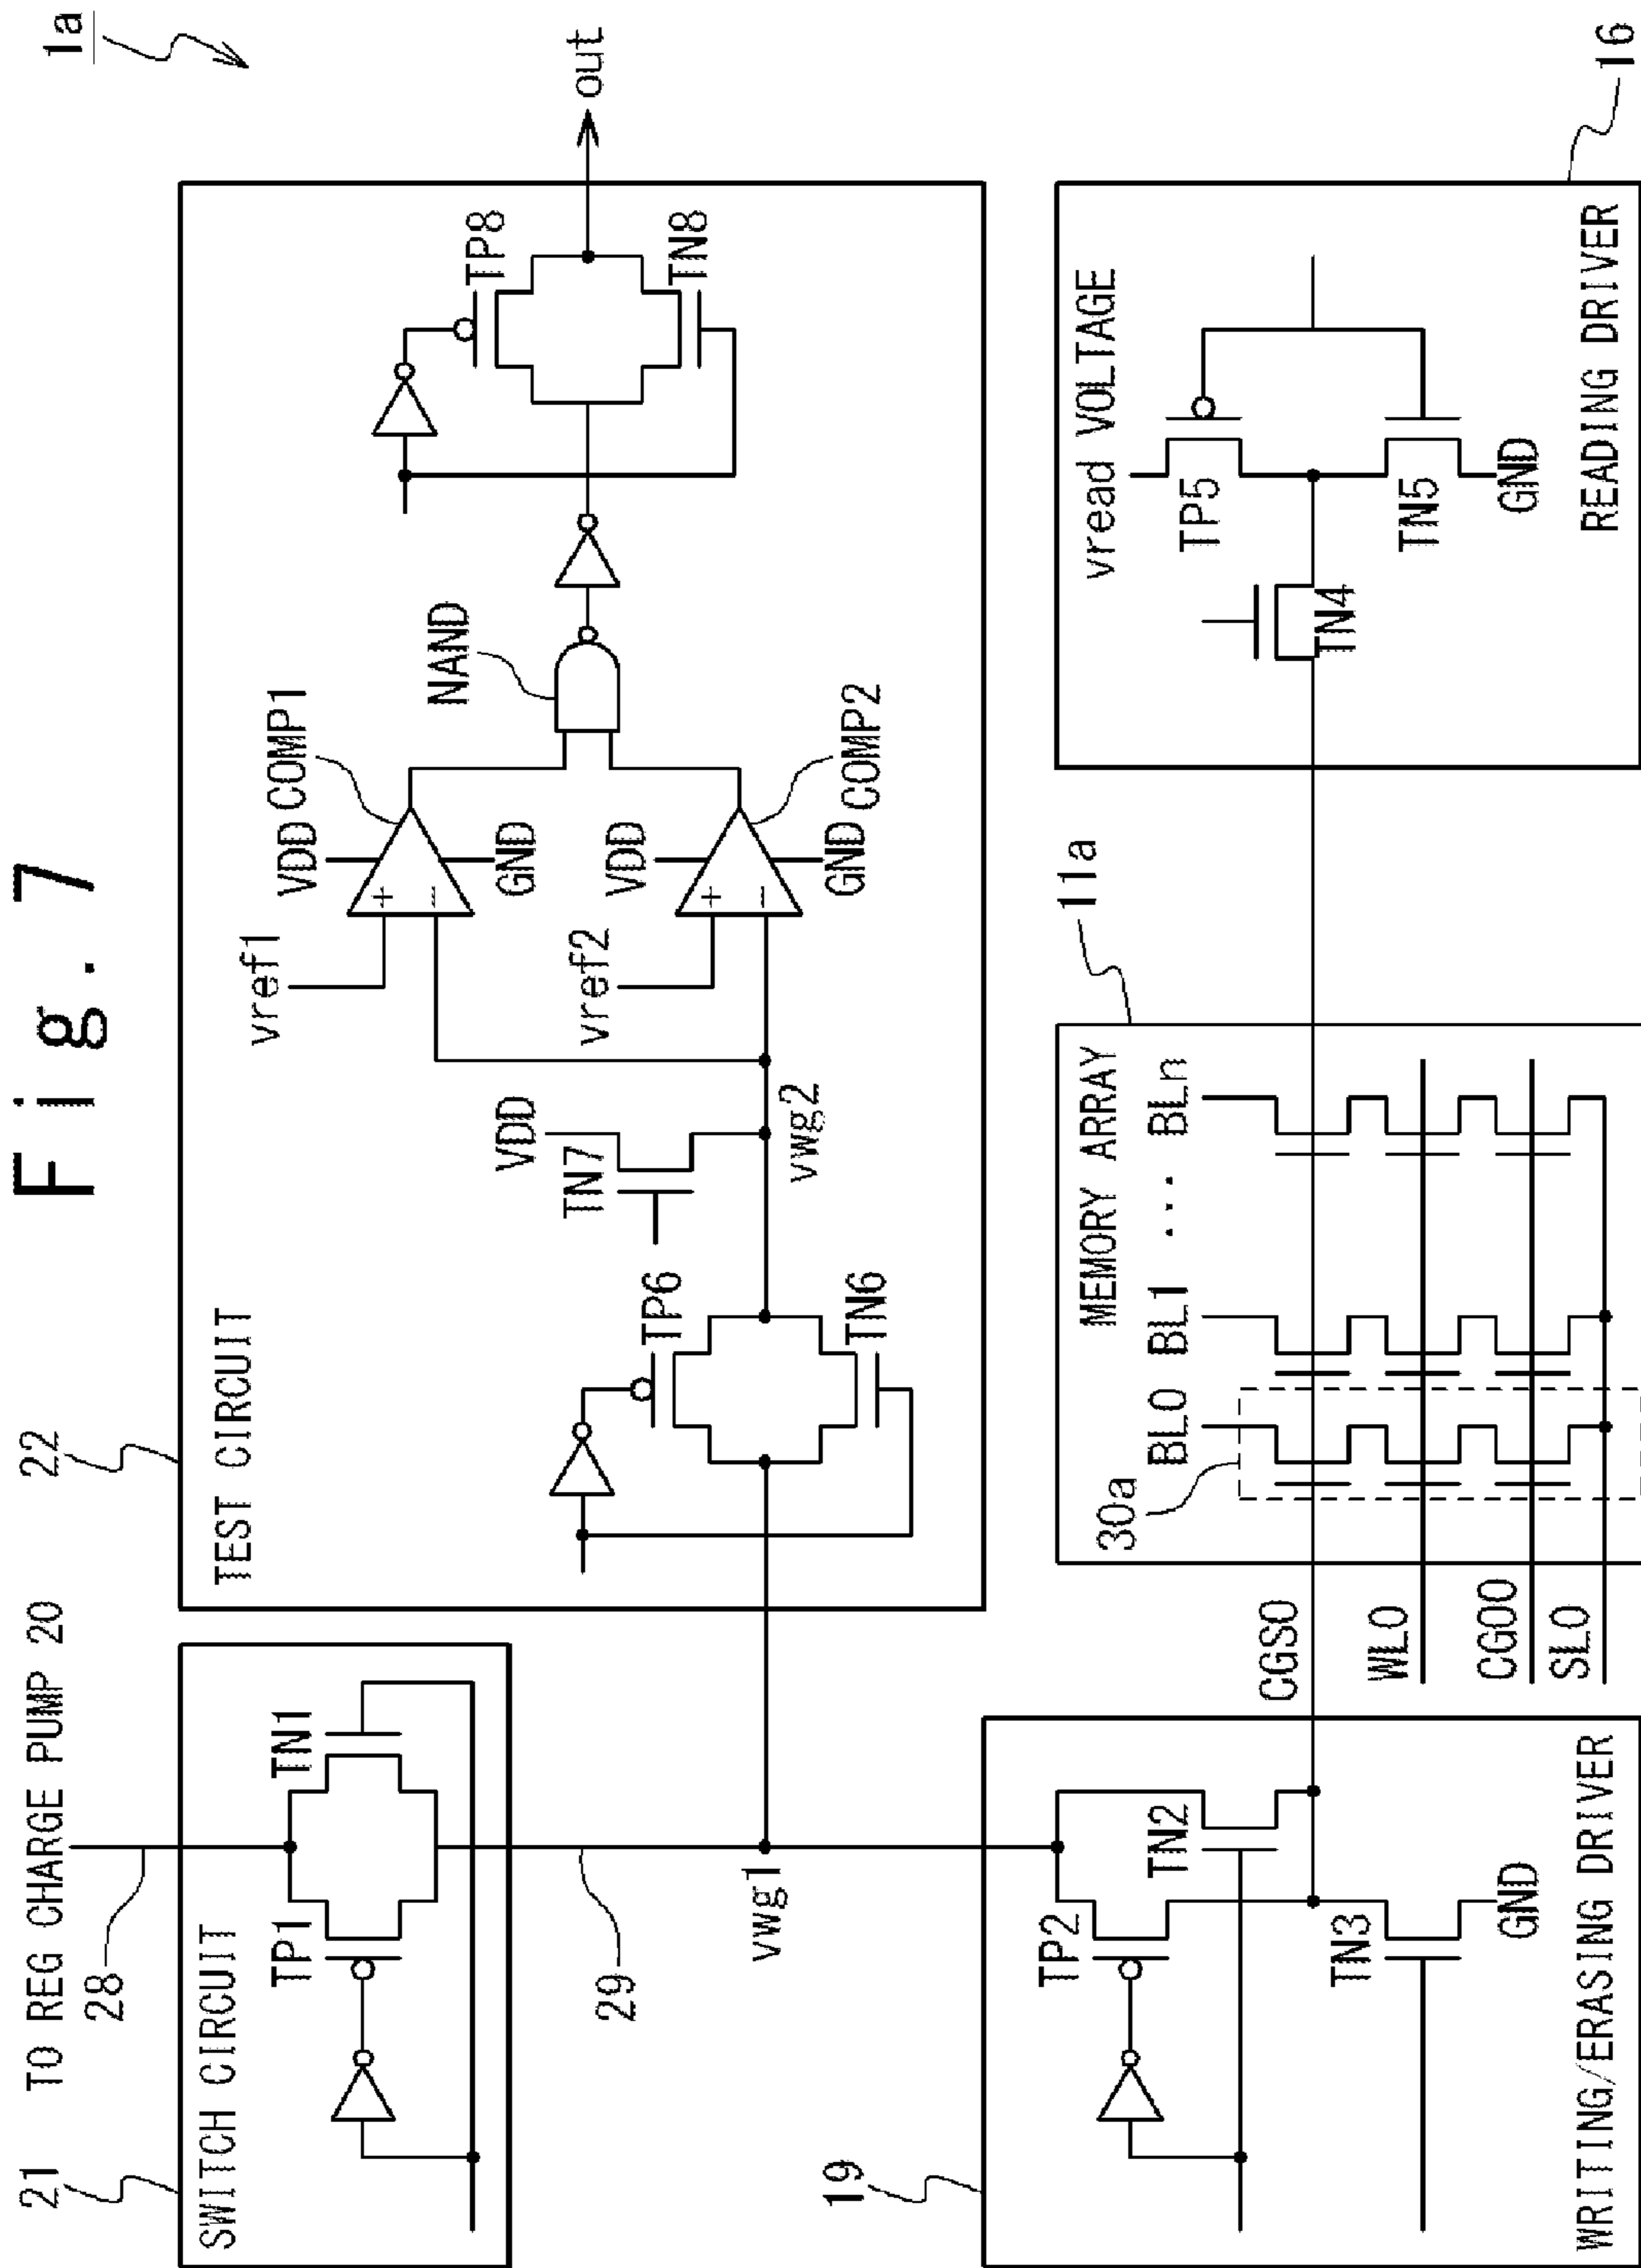 Fig. 7
1a
21
TO REG CHARGE PUMP 20
28
22
SWITCH CIRCUIT
TP1
TN1
29
vwg1
TEST CIRCUIT
TP6
TN6
VDD
TN7
vwg2
vref1
VDD
COMP1
GND
vref2
VDD
COMP2
GND
NAND
TP8
TN8
out
19
TP2
TN2
TN3
GND
WRITING/ERASING DRIVER
CGS0
WL0
CG00
SL0
11a
MEMORY ARRAY
30a
BL0 BL1 ... BLn
vread VOLTAGE
TP5
TN4
TN5
GND
READING DRIVER
16